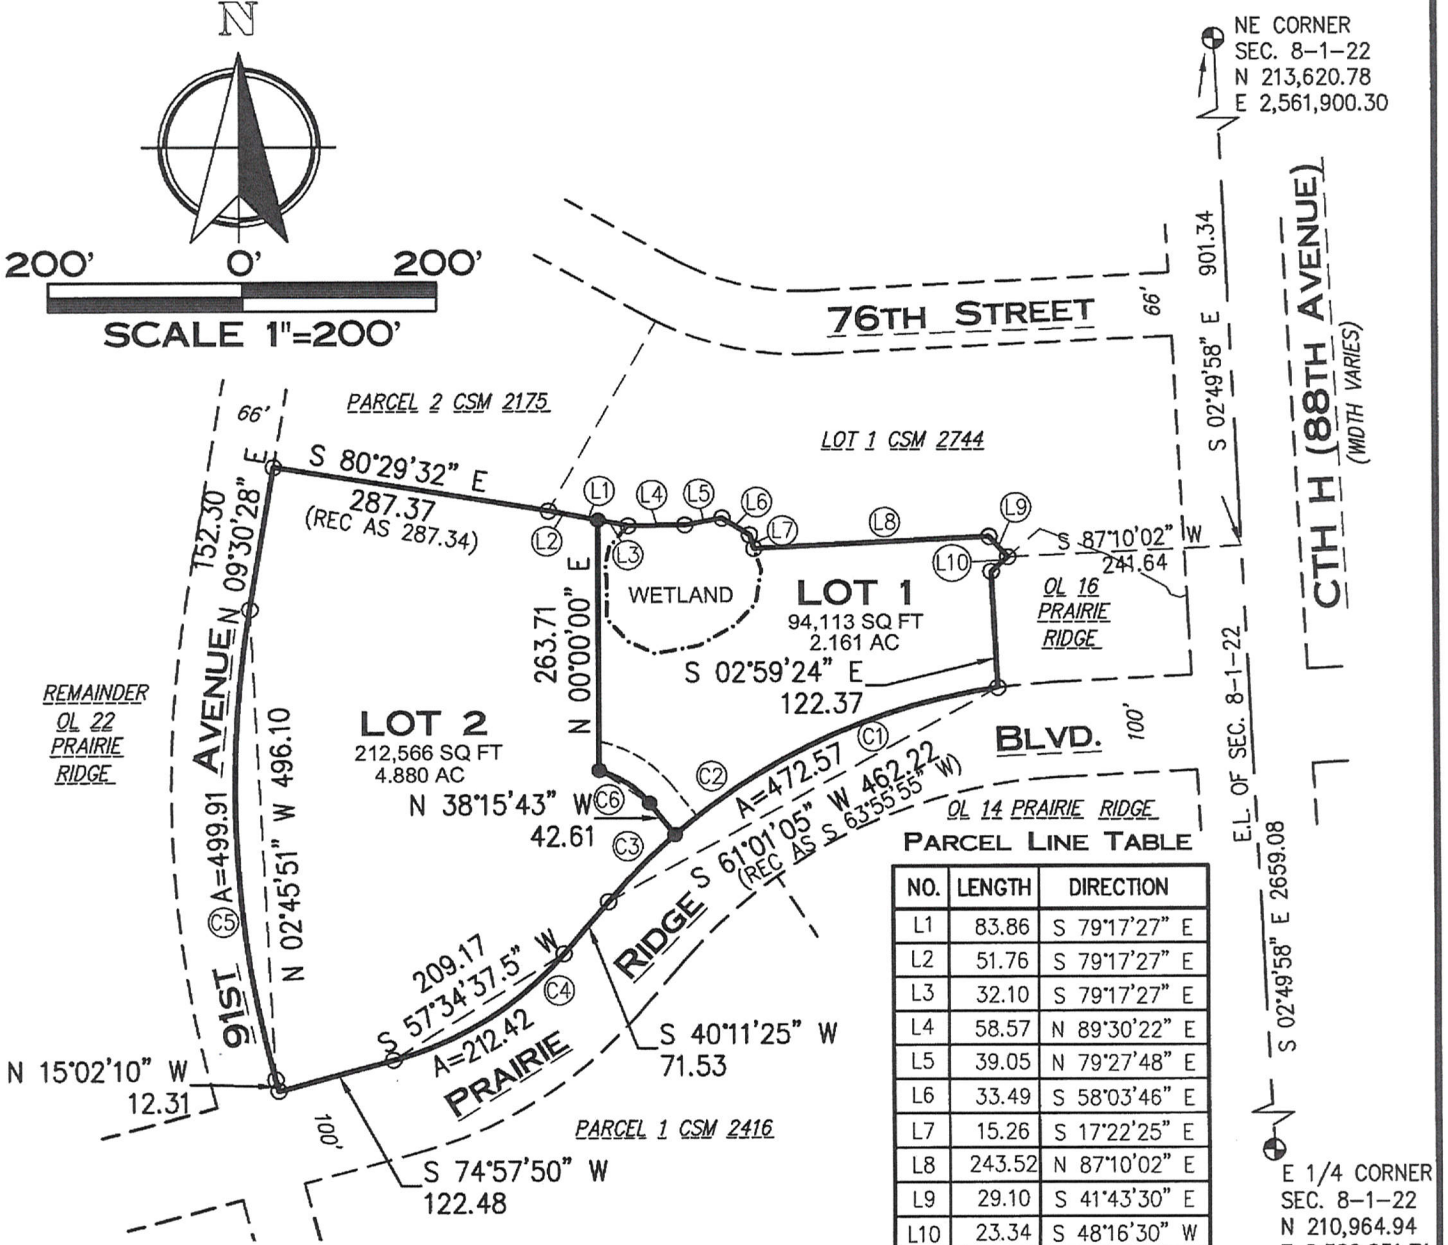 N
200' 0' 200'
SCALE 1"=200'
NE CORNER
SEC. 8-1-22
N 213,620.78
E 2,561,900.30
S 02°49'58" E 901.34
CTH H (88TH AVENUE)
(WIDTH VARIES)
76TH STREET
66'
PARCEL 2 CSM 2175
LOT 1 CSM 2744
66'
S 80°29'32" E
287.37
(REC AS 287.34)
152.30
N 09°30'28" E
L1
L2
L3
L4
L5
L6
L7
L8
L9
L10
S 87°10'02" W
241.64
WETLAND
LOT 1
94,113 SQ FT
2.161 AC
OL 16
PRAIRIE
RIDGE
S 02°59'24" E
122.37
263.71
N 00°00'00" E
REMAINDER
OL 22
PRAIRIE
RIDGE
LOT 2
212,566 SQ FT
4.880 AC
N 38°15'43" W
42.61
C6
C3
C2
C1
A=472.57
S 61°01'05" W 462.22
(REC AS S 63°55'55" W)
BLVD.
100'
OL 14 PRAIRIE RIDGE
91ST AVENUE
C5
A=499.91
N 02°45'51" W 496.10
209.17
S 57°34'37.5" W
C4
A=212.42
PRAIRIE
RIDGE
S 40°11'25" W
71.53
N 15°02'10" W
12.31
100'
S 74°57'50" W
122.48
PARCEL 1 CSM 2416
E.L. OF SEC. 8-1-22
S 02°49'58" E 2659.08
PARCEL LINE TABLE
NO. LENGTH DIRECTION
L1 83.86 S 79°17'27" E
L2 51.76 S 79°17'27" E
L3 32.10 S 79°17'27" E
L4 58.57 N 89°30'22" E
L5 39.05 N 79°27'48" E
L6 33.49 S 58°03'46" E
L7 15.26 S 17°22'25" E
L8 243.52 N 87°10'02" E
L9 29.10 S 41°43'30" E
L10 23.34 S 48°16'30" W
E 1/4 CORNER
SEC. 8-1-22
N 210,964.94